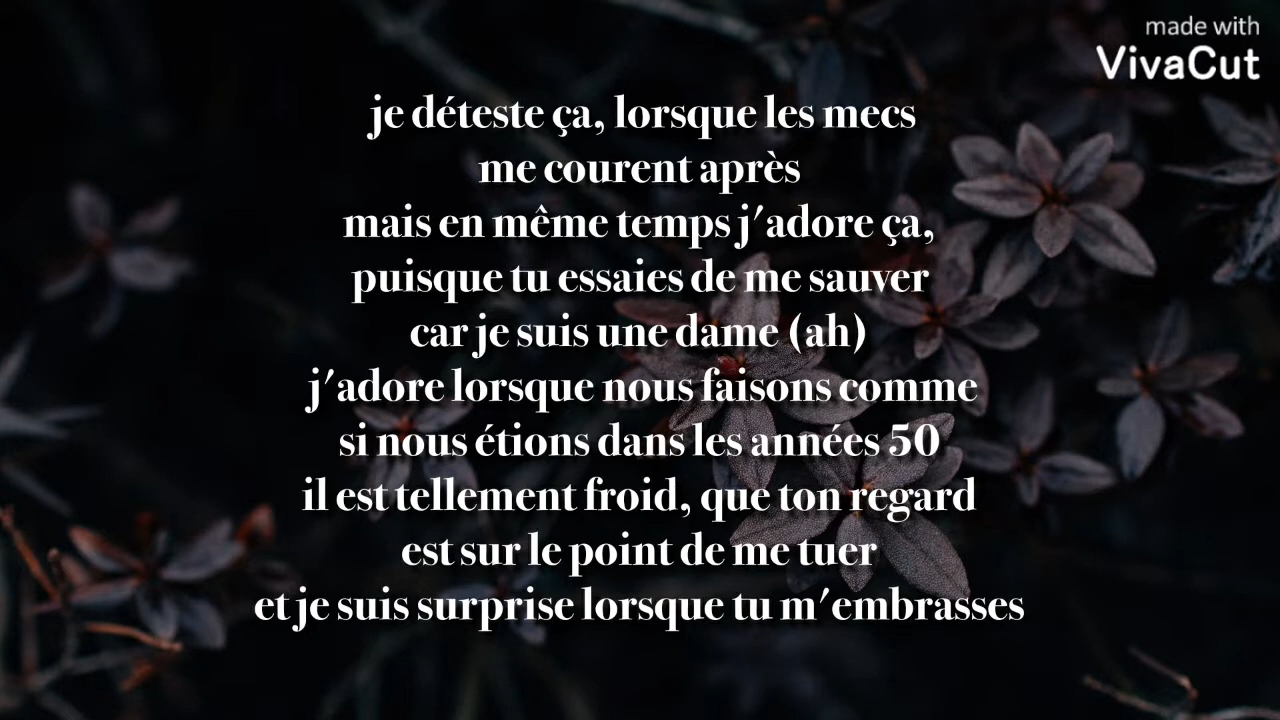 made with
VivaCut
je déteste ça, lorsque les mecs
me courent après
mais en même temps j'adore ça,
puisque tu essaies de me sauver
car je suis une dame (ah)
j'adore lorsque nous faisons comme
si nous étions dans les années 50
il est tellement froid, que ton regard
est sur le point de me tuer
et je suis surprise lorsque tu m'embrasses